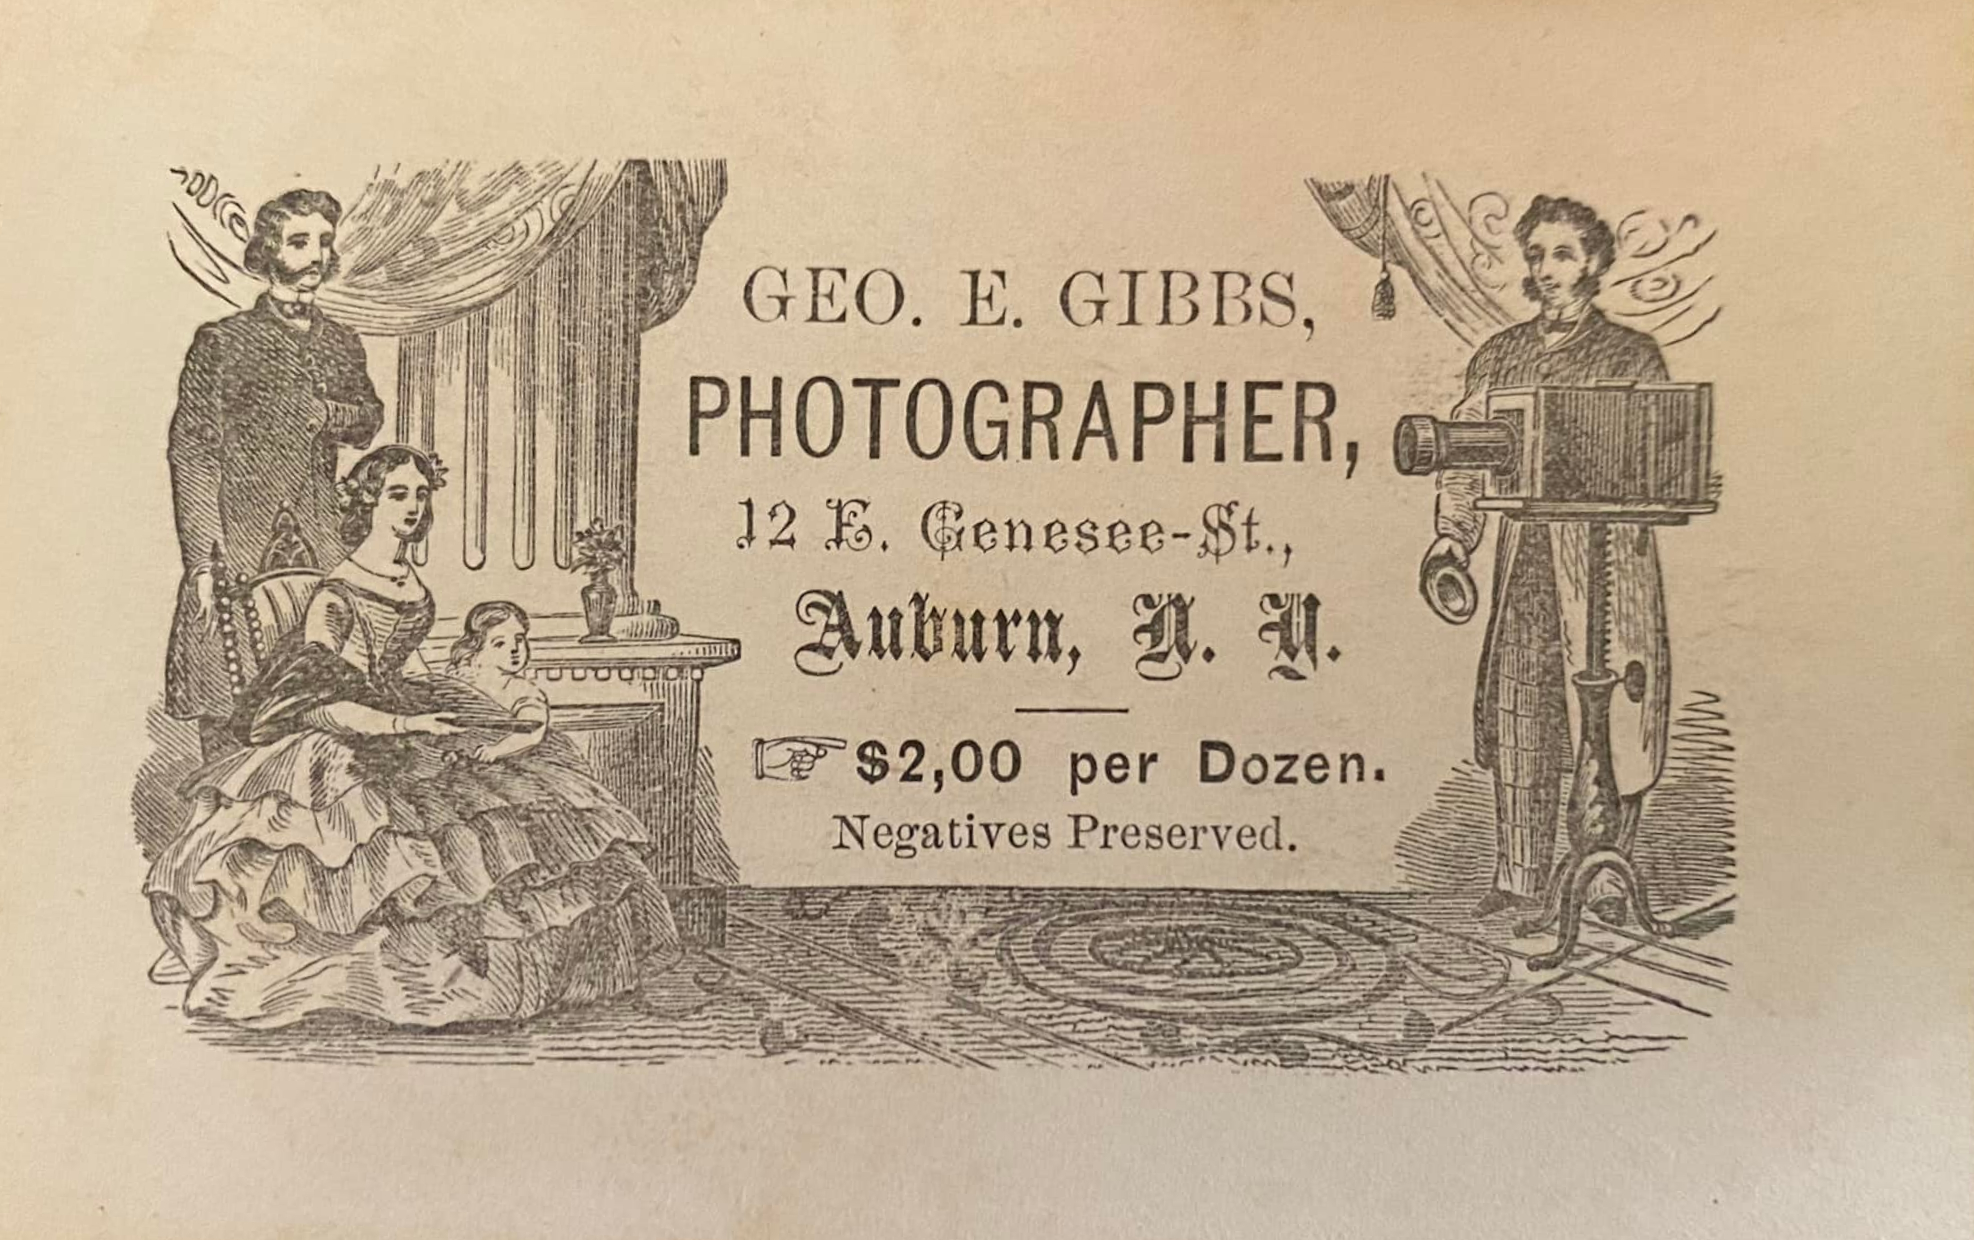 GEO. E. GIBBS,
PHOTOGRAPHER,
12 E. Genesee-St.,
Auburn, N. Y.
☞ $2,00 per Dozen.
Negatives Preserved.